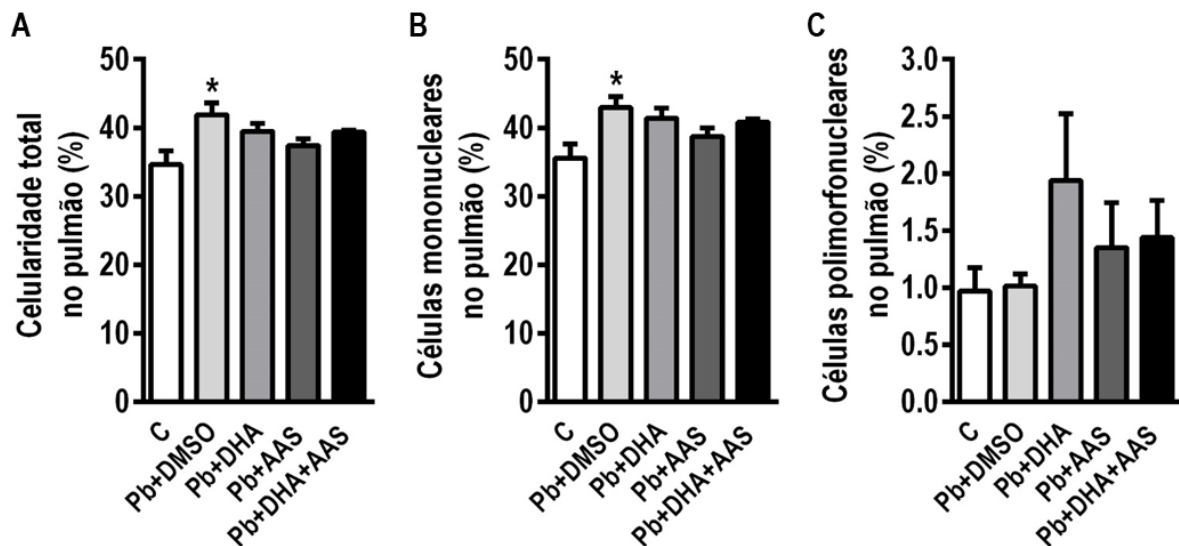 A
Celularidade total
no pulmão (%)
50
40
30
20
10
0
*
C
Pb+DMSO
Pb+DHA
Pb+AAS
Pb+DHA+AAS
B
Células mononucleares
no pulmão (%)
50
40
30
20
10
0
*
C
Pb+DMSO
Pb+DHA
Pb+AAS
Pb+DHA+AAS
C
Células polimorfonucleares
no pulmão (%)
3.0
2.5
2.0
1.5
1.0
0.5
0.0
C
Pb+DMSO
Pb+DHA
Pb+AAS
Pb+DHA+AAS